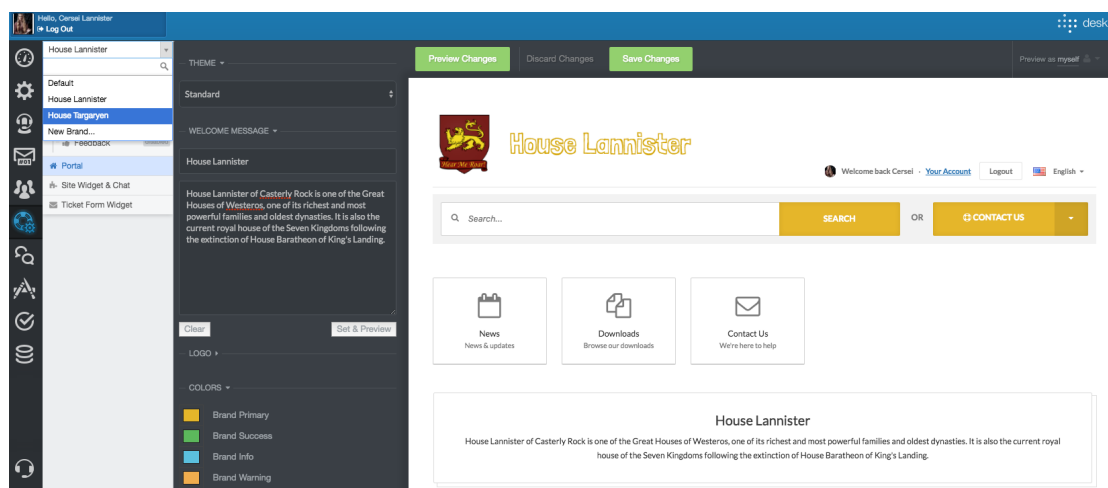 Hello, Cersei Lannister
Log Out
desk
House Lannister
Default
House Lannister
House Targaryen
New Brand...
Feedback
Portal
Site Widget & Chat
Ticket Form Widget
THEME
Standard
WELCOME MESSAGE
House Lannister
House Lannister of Casterly Rock is one of the Great
Houses of Westeros, one of its richest and most
powerful families and oldest dynasties. It is also the
current royal house of the Seven Kingdoms following
the extinction of House Baratheon of King's Landing.
Clear
Set & Preview
LOGO
COLORS
Brand Primary
Brand Success
Brand Info
Brand Warning
Preview Changes
Discard Changes
Save Changes
Preview as myself
Hear Me Roar!
House Lannister
Welcome back Cersei · Your Account
Logout
English
Search...
SEARCH
OR
CONTACT US
News
News & updates
Downloads
Browse our downloads
Contact Us
We're here to help
House Lannister
House Lannister of Casterly Rock is one of the Great Houses of Westeros, one of its richest and most powerful families and oldest dynasties. It is also the current royal
house of the Seven Kingdoms following the extinction of House Baratheon of King's Landing.